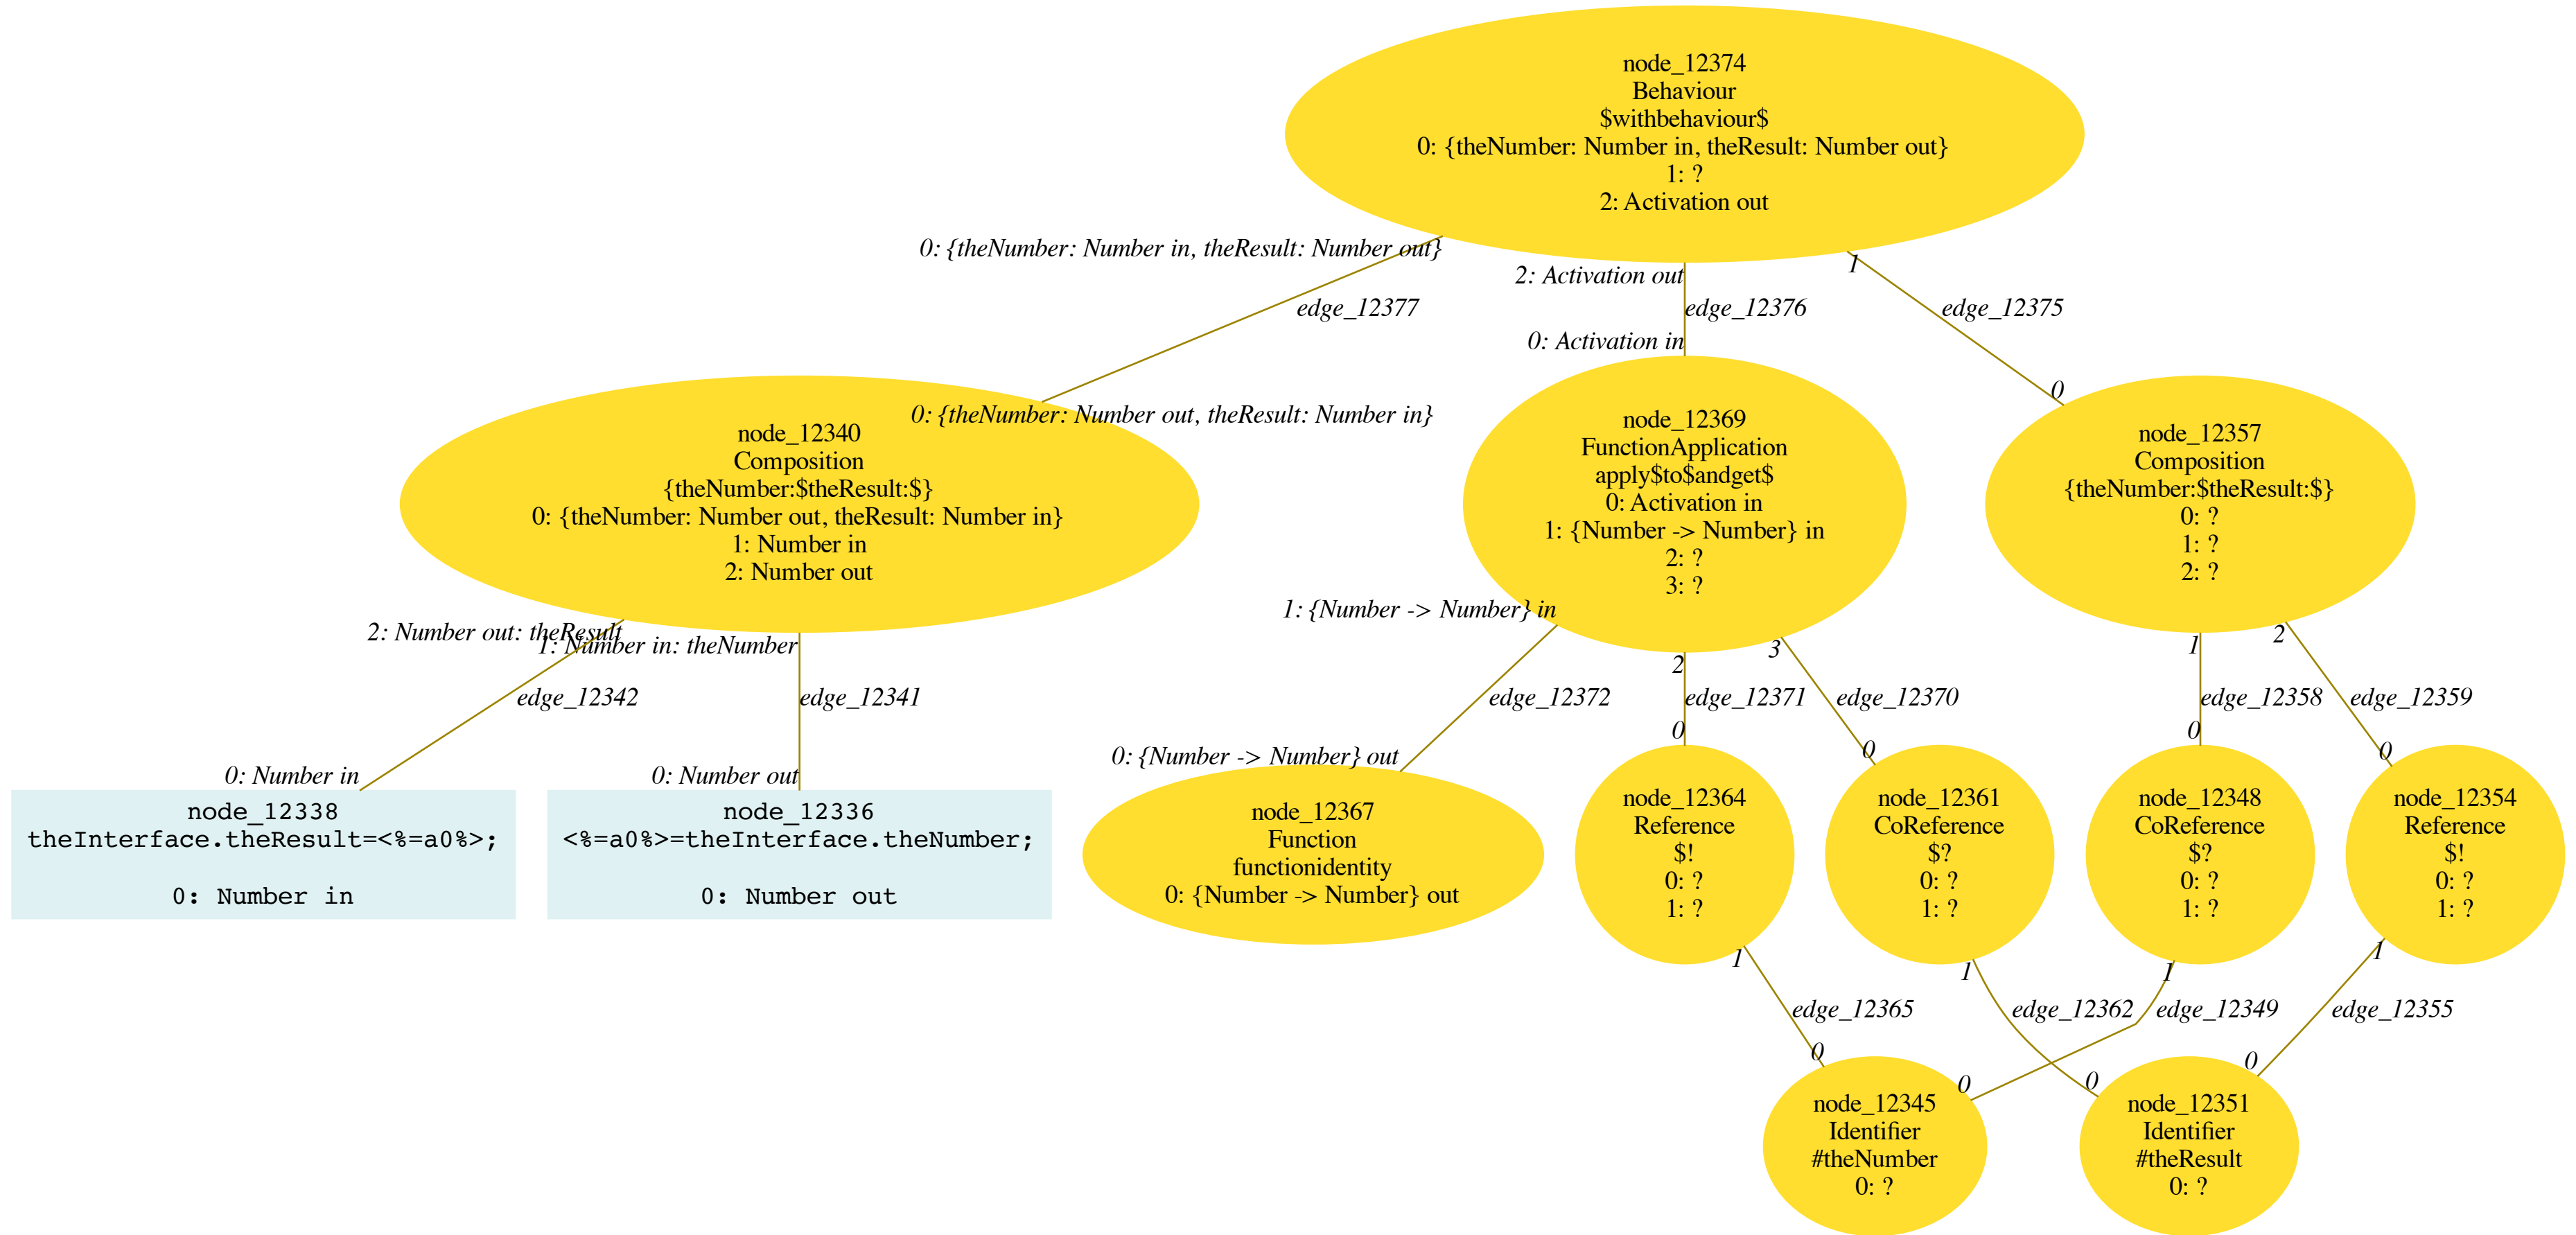 node_12374
Behaviour
$withbehaviour$
0: {theNumber: Number in, theResult: Number out}
1: ?
2: Activation out
0: {theNumber: Number in, theResult: Number out}
2: Activation out
1
edge_12377
edge_12376
edge_12375
0: Activation in
0
0: {theNumber: Number out, theResult: Number in}
node_12340
Composition
{theNumber:$theResult:$}
0: {theNumber: Number out, theResult: Number in}
1: Number in
2: Number out
node_12369
FunctionApplication
apply$to$andget$
0: Activation in
1: {Number -> Number} in
2: ?
3: ?
node_12357
Composition
{theNumber:$theResult:$}
0: ?
1: ?
2: ?
2: Number out: theResult
1: Number in: theNumber
1: {Number -> Number} in
2
3
1
2
edge_12342
edge_12341
edge_12372
edge_12371
edge_12370
edge_12358
edge_12359
0: Number in
0: Number out
0: {Number -> Number} out
0
0
0
0
node_12338
theInterface.theResult=<%=a0%>;
0: Number in
node_12336
<%=a0%>=theInterface.theNumber;
0: Number out
node_12367
Function
functionidentity
0: {Number -> Number} out
node_12364
Reference
$!
0: ?
1: ?
node_12361
CoReference
$?
0: ?
1: ?
node_12348
CoReference
$?
0: ?
1: ?
node_12354
Reference
$!
0: ?
1: ?
1
1
1
1
edge_12365
edge_12362
edge_12349
edge_12355
0
0
0
0
node_12345
Identifier
#theNumber
0: ?
node_12351
Identifier
#theResult
0: ?